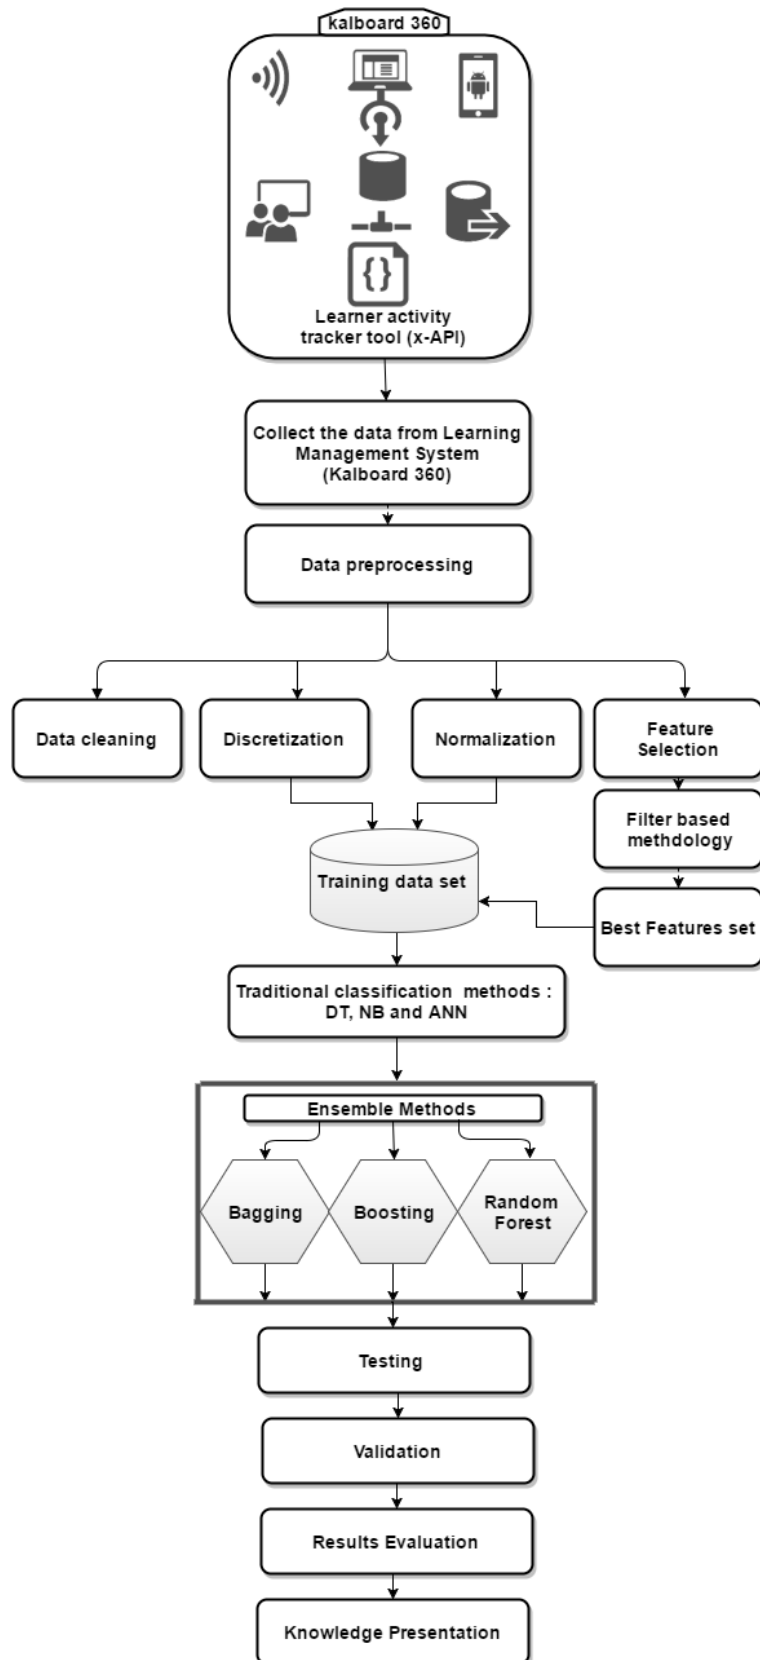 kalboard 360
{}
Learner activity
tracker tool (x-API)
Collect the data from Learning
Management System
(Kalboard 360)
Data preprocessing
Data cleaning
Discretization
Normalization
Feature
Selection
Filter based
methdology
Training data set
Best Features set
Traditional classification methods :
DT, NB and ANN
Ensemble Methods
Bagging
Boosting
Random
Forest
Testing
Validation
Results Evaluation
Knowledge Presentation